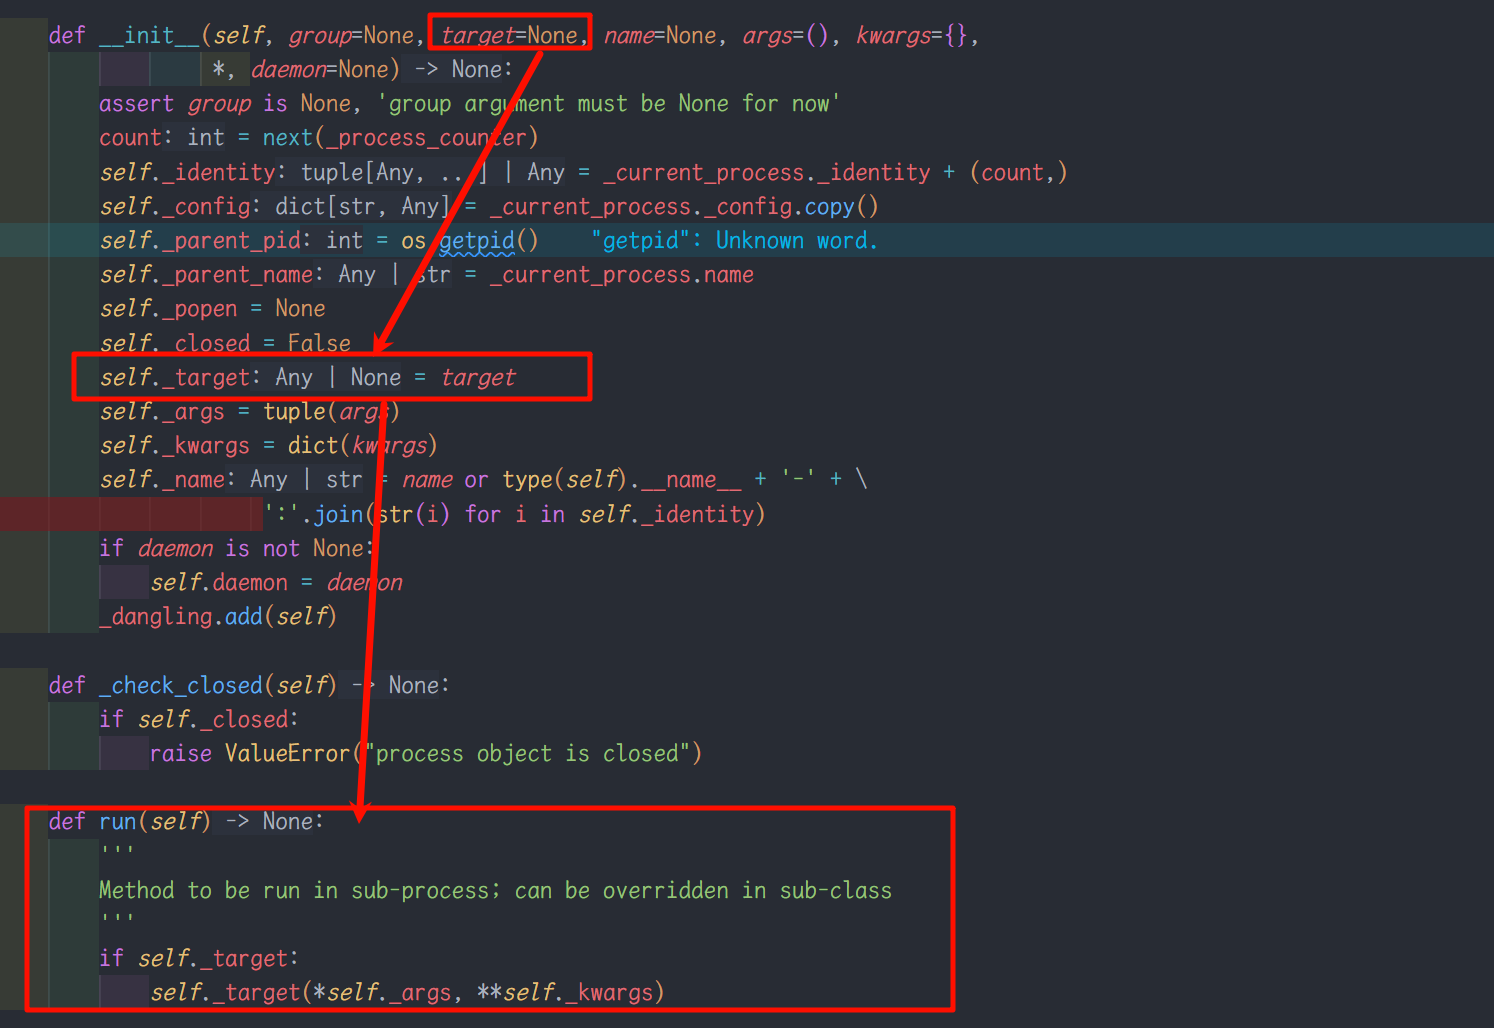 def __init__(self, group=None, target=None, name=None, args=(), kwargs={},
*, daemon=None) -> None:
assert group is None, 'group argument must be None for now'
count: int = next(_process_counter)
self._identity: tuple[Any, ...] | Any = _current_process._identity + (count,)
self._config: dict[str, Any] = _current_process._config.copy()
self._parent_pid: int = os.getpid() "getpid": Unknown word.
self._parent_name: Any | str = _current_process.name
self._popen = None
self._closed = False
self._target: Any | None = target
self._args = tuple(args)
self._kwargs = dict(kwargs)
self._name: Any | str = name or type(self).__name__ + '-' + \
':'.join(str(i) for i in self._identity)
if daemon is not None:
self.daemon = daemon
_dangling.add(self)
def _check_closed(self) -> None:
if self._closed:
raise ValueError("process object is closed")
def run(self) -> None:
'''
Method to be run in sub-process; can be overridden in sub-class
'''
if self._target:
self._target(*self._args, **self._kwargs)